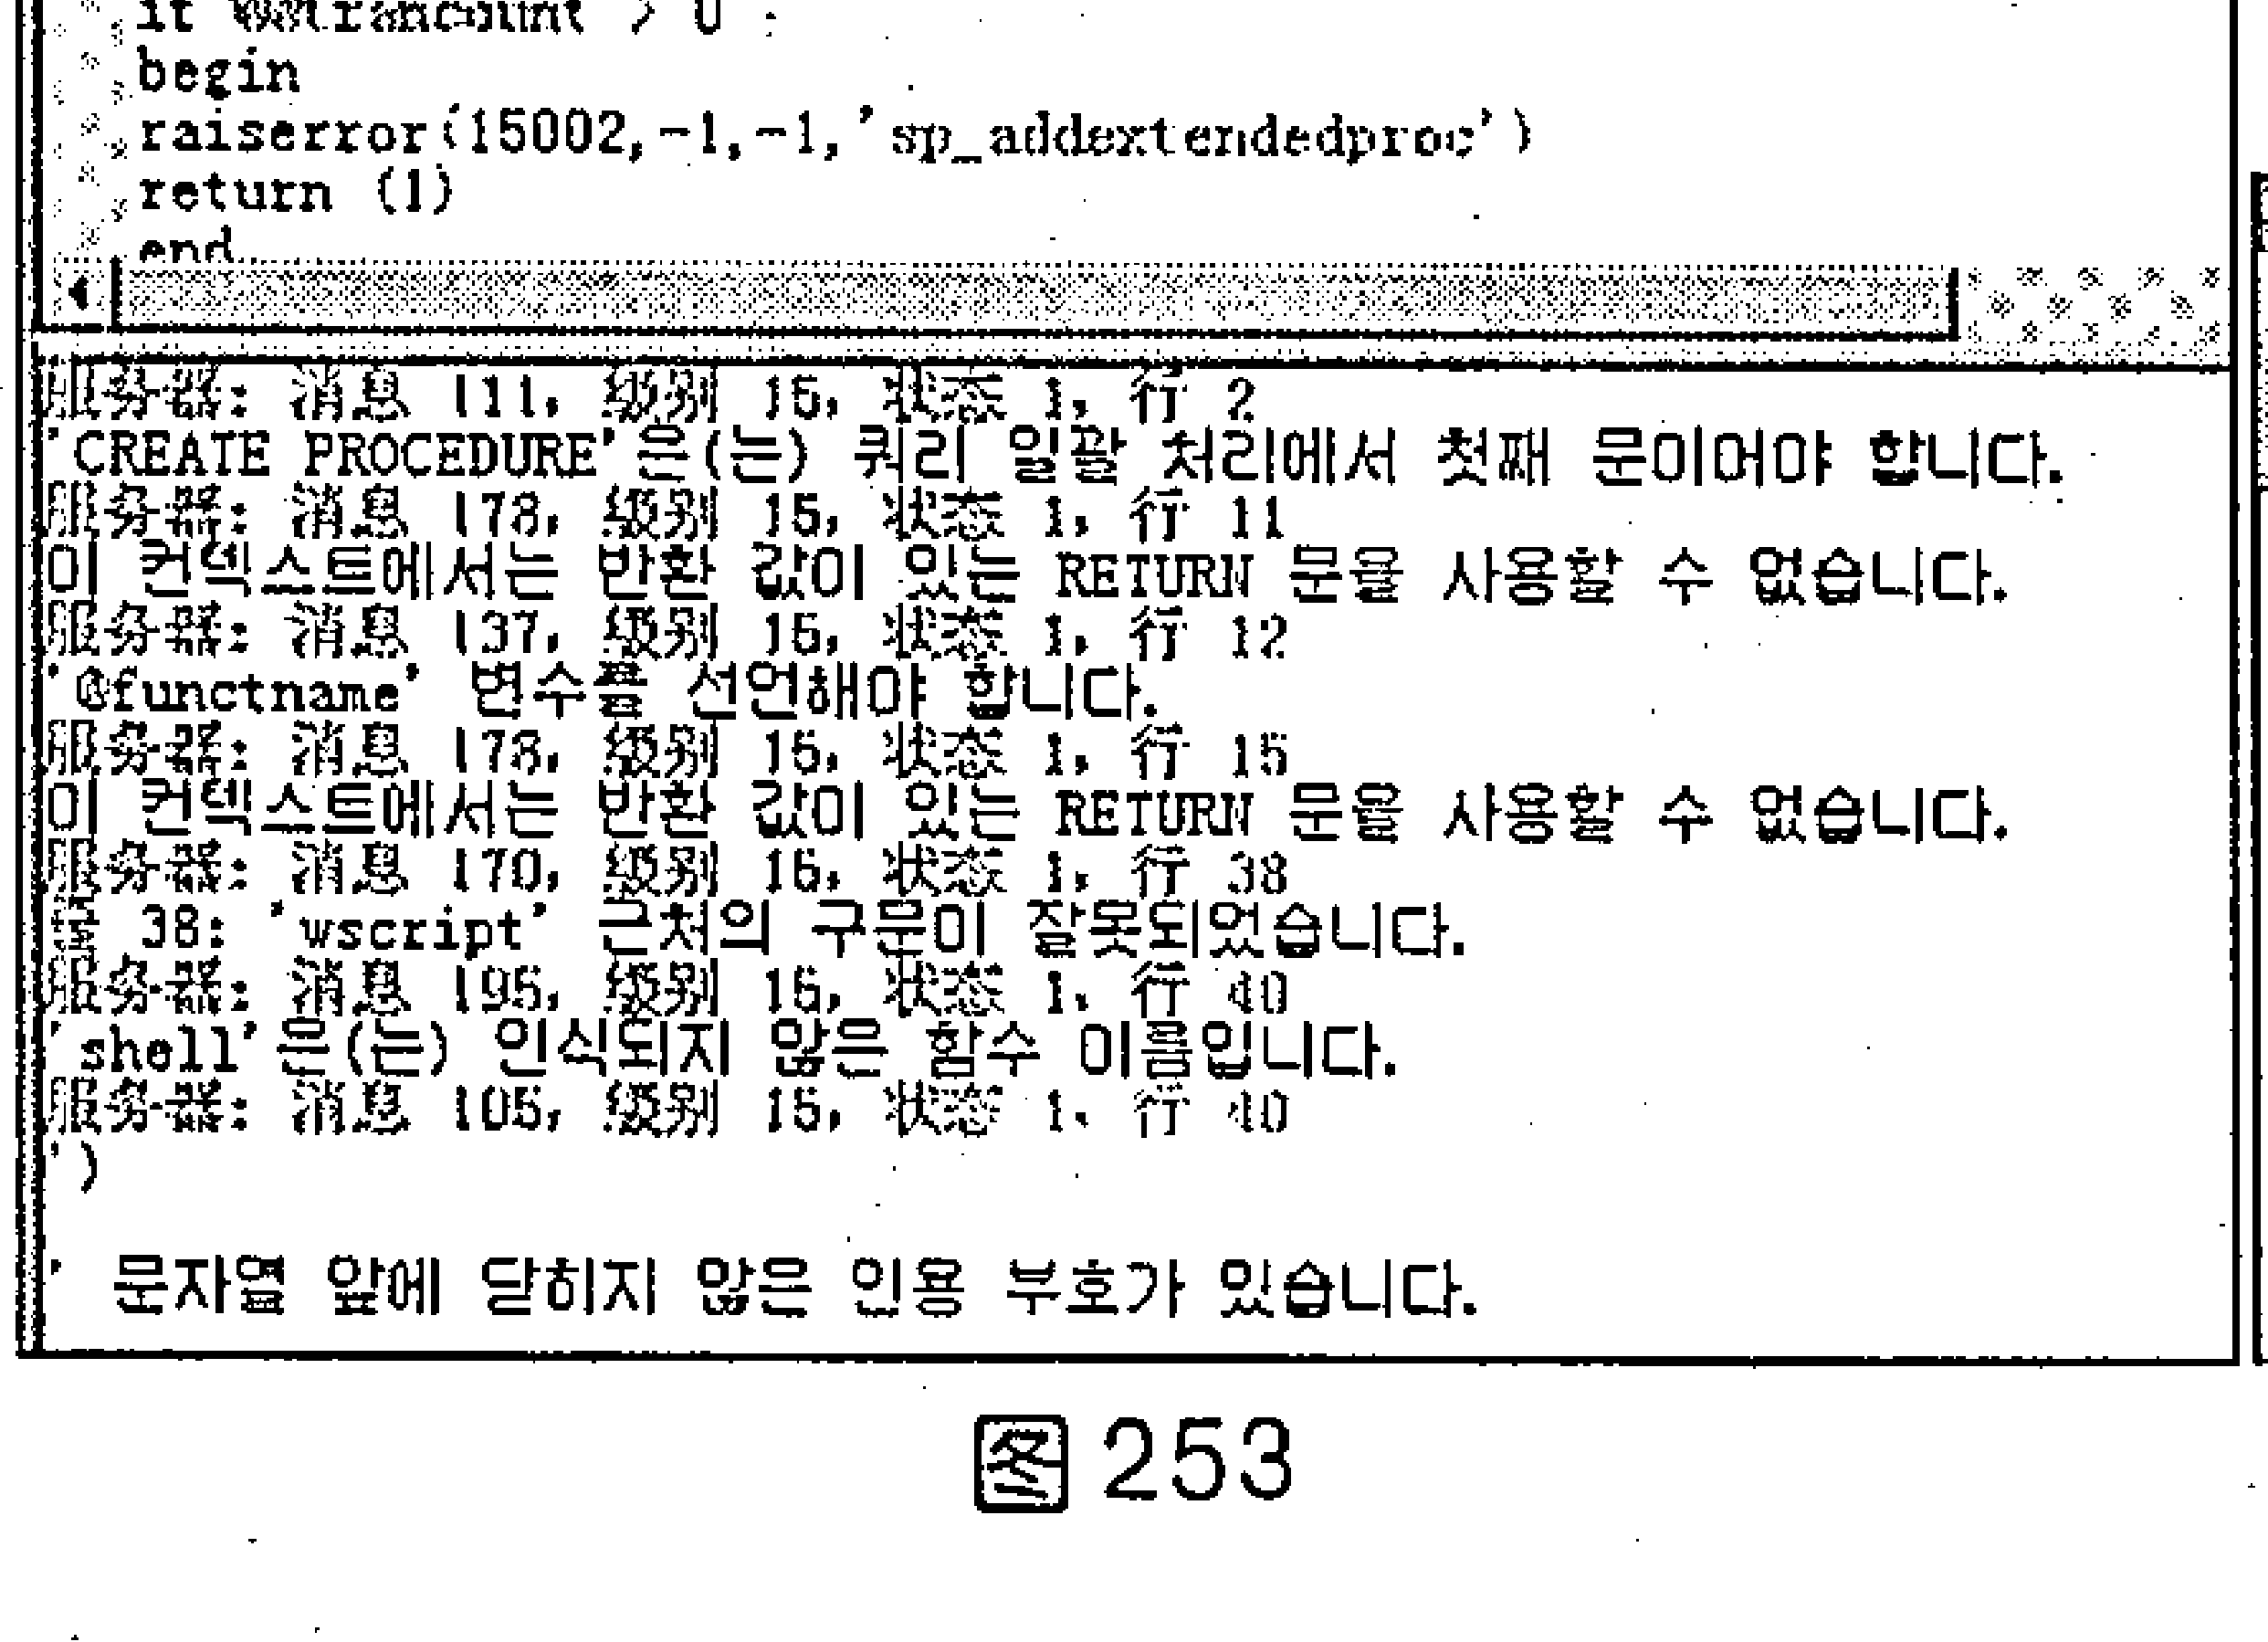 if @@trancount > 0
begin
raiserror(15002,-1,-1,'sp_addextendedproc')
return (1)
end
服务器: 消息 111, 级别 15, 状态 1, 行 2
'CREATE PROCEDURE'은(는) 쿼리 일괄 처리에서 첫째 문이어야 합니다.
服务器: 消息 178, 级别 15, 状态 1, 行 11
이 컨텍스트에서는 반환 값이 있는 RETURN 문을 사용할 수 없습니다.
服务器: 消息 137, 级别 15, 状态 1, 行 12
'@functname' 변수를 선언해야 합니다.
服务器: 消息 178, 级别 15, 状态 1, 行 15
이 컨텍스트에서는 반환 값이 있는 RETURN 문을 사용할 수 없습니다.
服务器: 消息 170, 级别 15, 状态 1, 行 38
38: 'wscript' 근처의 구문이 잘못되었습니다.
服务器: 消息 195, 级别 15, 状态 1, 行 40
'shell'은(는) 인식되지 않은 함수 이름입니다.
服务器: 消息 105, 级别 15, 状态 1, 行 40
')
' 문자열 앞에 닫히지 않은 인용 부호가 있습니다.
图 253